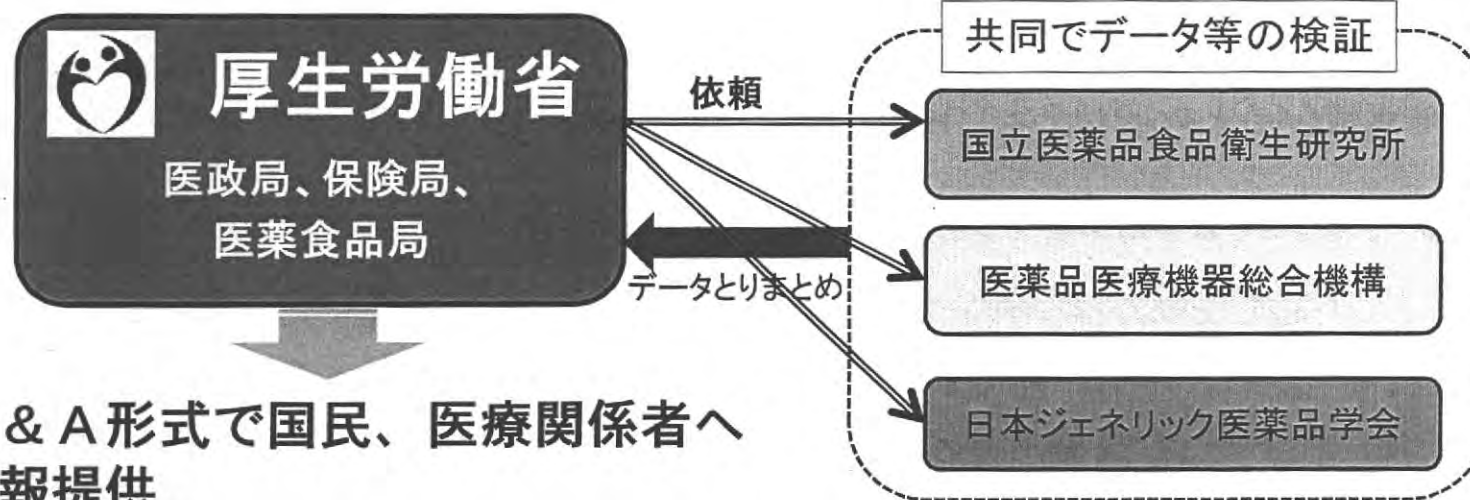 厚生労働省
医政局、保険局、
医薬食品局
依頼
データとりまとめ
共同でデータ等の検証
国立医薬品食品衛生研究所
医薬品医療機器総合機構
日本ジェネリック医薬品学会
&A形式で国民、医療関係者へ
報提供